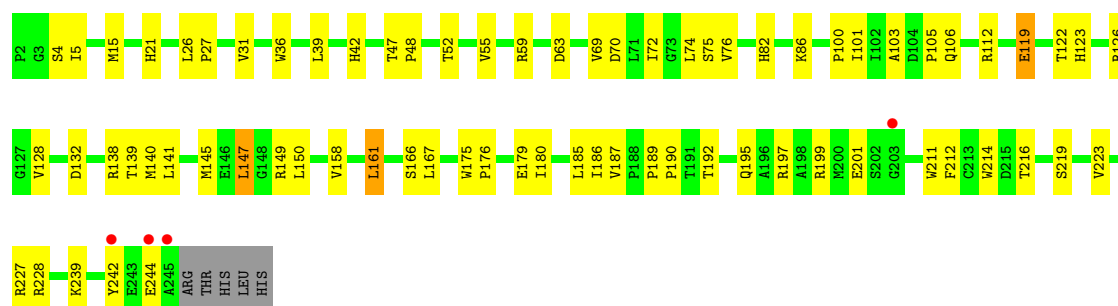 P2 G3 S4 I5 M15 H21 L26 P27 V31 W36 L39 H42 T47 P48 T52 V55 R59 D63 V69 D70 L71 I72 G73 L74 S75 V76 H82 K86 P100 I101 I102 A103 D104 P105 Q106 R112 E119 T122 H123 R126
G127 V128 D132 R138 T139 M140 L141 M145 E146 L147 G148 R149 L150 V158 L161 S166 L167 W175 P176 E179 I180 L185 I186 V187 P188 P189 P190 T191 T192 Q195 A196 R197 A198 R199 M200 E201 S202 G203 W211 F212 C213 W214 D215 T216 S219 V223
R227 R228 K239 Y242 E243 E244 A245 ARG THR HIS LEU HIS